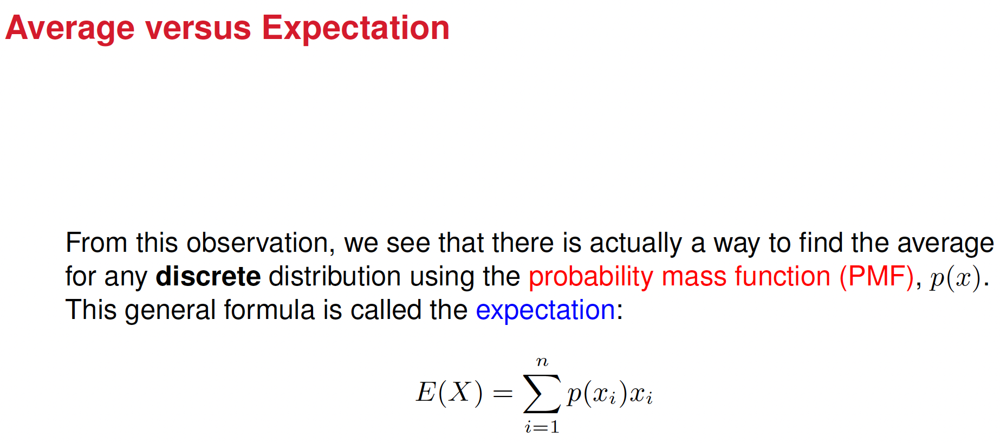 Average versus Expectation
From this observation, we see that there is actually a way to find the average
for any discrete distribution using the probability mass function (PMF), p(x).
This general formula is called the expectation:
E(X) = \sum_{i=1}^{n} p(x_i)x_i